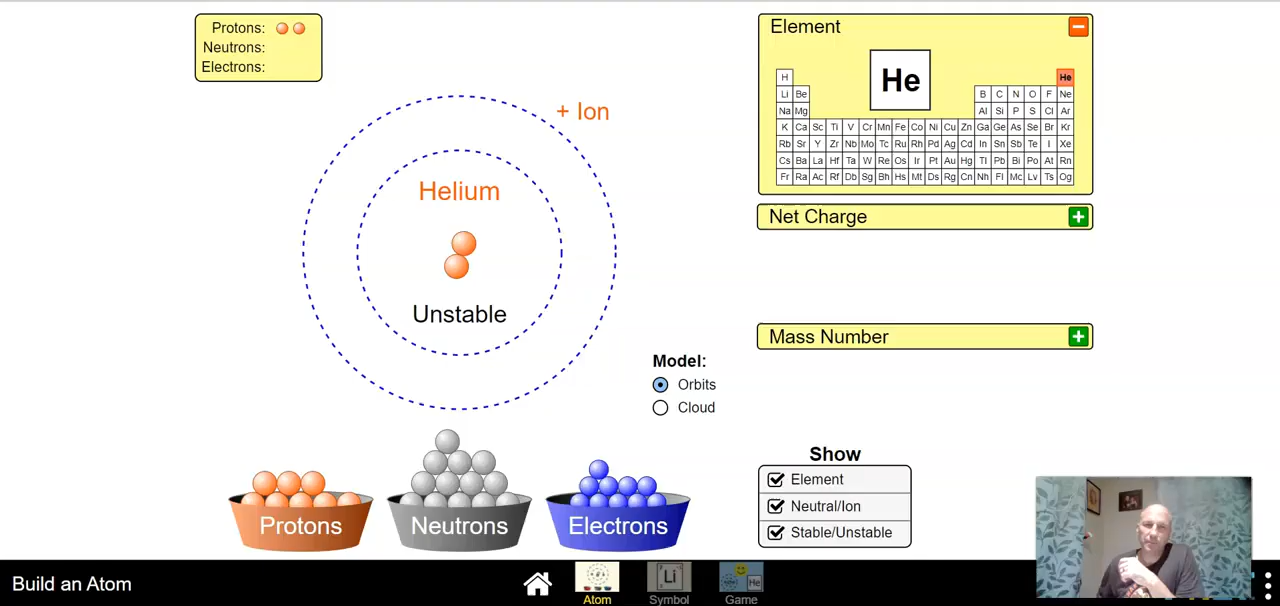 Protons:
Neutrons:
Electrons:
+ Ion
Helium
Unstable
Element
He
H He
Li Be B C N O F Ne
Na Mg Al Si P S Cl Ar
K Ca Sc Ti V Cr Mn Fe Co Ni Cu Zn Ga Ge As Se Br Kr
Rb Sr Y Zr Nb Mo Tc Ru Rh Pd Ag Cd In Sn Sb Te I Xe
Cs Ba La Hf Ta W Re Os Ir Pt Au Hg Tl Pb Bi Po At Rn
Fr Ra Ac Rf Db Sg Bh Hs Mt Ds Rg Cn Nh Fl Mc Lv Ts Og
Net Charge
Mass Number
Model:
Orbits
Cloud
Show
Element
Neutral/Ion
Stable/Unstable
Protons
Neutrons
Electrons
Build an Atom
Li
He
Atom
Symbol
Game